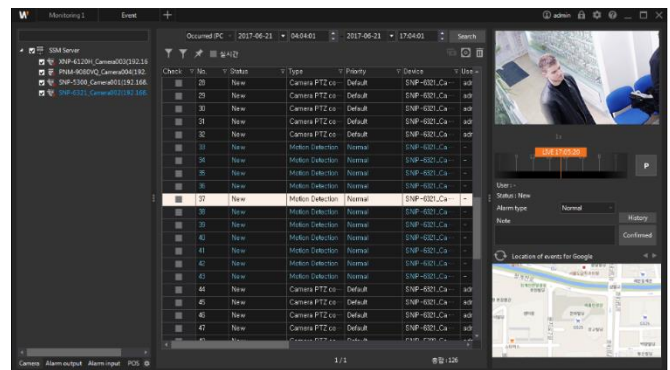 W Monitoring 1 Event + admin
Occurred (PC 2017-06-21 04:04:01 - 2017-06-21 17:04:01 Search
SSM Server
XNP-6120H_Camera003(192.16
PNM-9080VQ_Camera004(192.
SNP-5300_Camera001(192.168.
SNP-6321_Camera002(192.168.
실시간
Check No. Status Type Priority Device User
28 New Camera PTZ co··· Default SNP-6321_Ca···
29 New Camera PTZ co··· Default SNP-6321_Ca···
30 New Camera PTZ co··· Default SNP-6321_Ca···
31 New Camera PTZ co··· Default SNP-6321_Ca···
32 New Camera PTZ co··· Default SNP-6321_Ca···
33 New Motion Detection Normal SNP-6321_Ca··· -
34 New Motion Detection Normal SNP-6321_Ca··· -
35 New Motion Detection Normal SNP-6321_Ca··· -
36 New Motion Detection Normal SNP-6321_Ca··· -
37 New Motion Detection Normal SNP-6321_Ca··· -
38 New Motion Detection Normal SNP-6321_Ca··· -
39 New Motion Detection Normal SNP-6321_Ca··· -
40 New Motion Detection Normal SNP-6321_Ca··· -
41 New Motion Detection Normal SNP-6321_Ca··· -
42 New Motion Detection Normal SNP-6321_Ca··· -
43 New Motion Detection Normal SNP-6321_Ca··· -
44 New Camera PTZ co··· Default SNP-6321_Ca···
45 New Camera PTZ co··· Default SNP-6321_Ca···
46 New Camera PTZ co··· Default SNP-6321_Ca···
47 New Camera PTZ co··· Default SNP-6321_Ca···
1/1 총합:126
Camera Alarm output Alarm input POS
1x
P
User : -
Status : New
Alarm type Normal
Note History
Confirmed
Location of events for Google